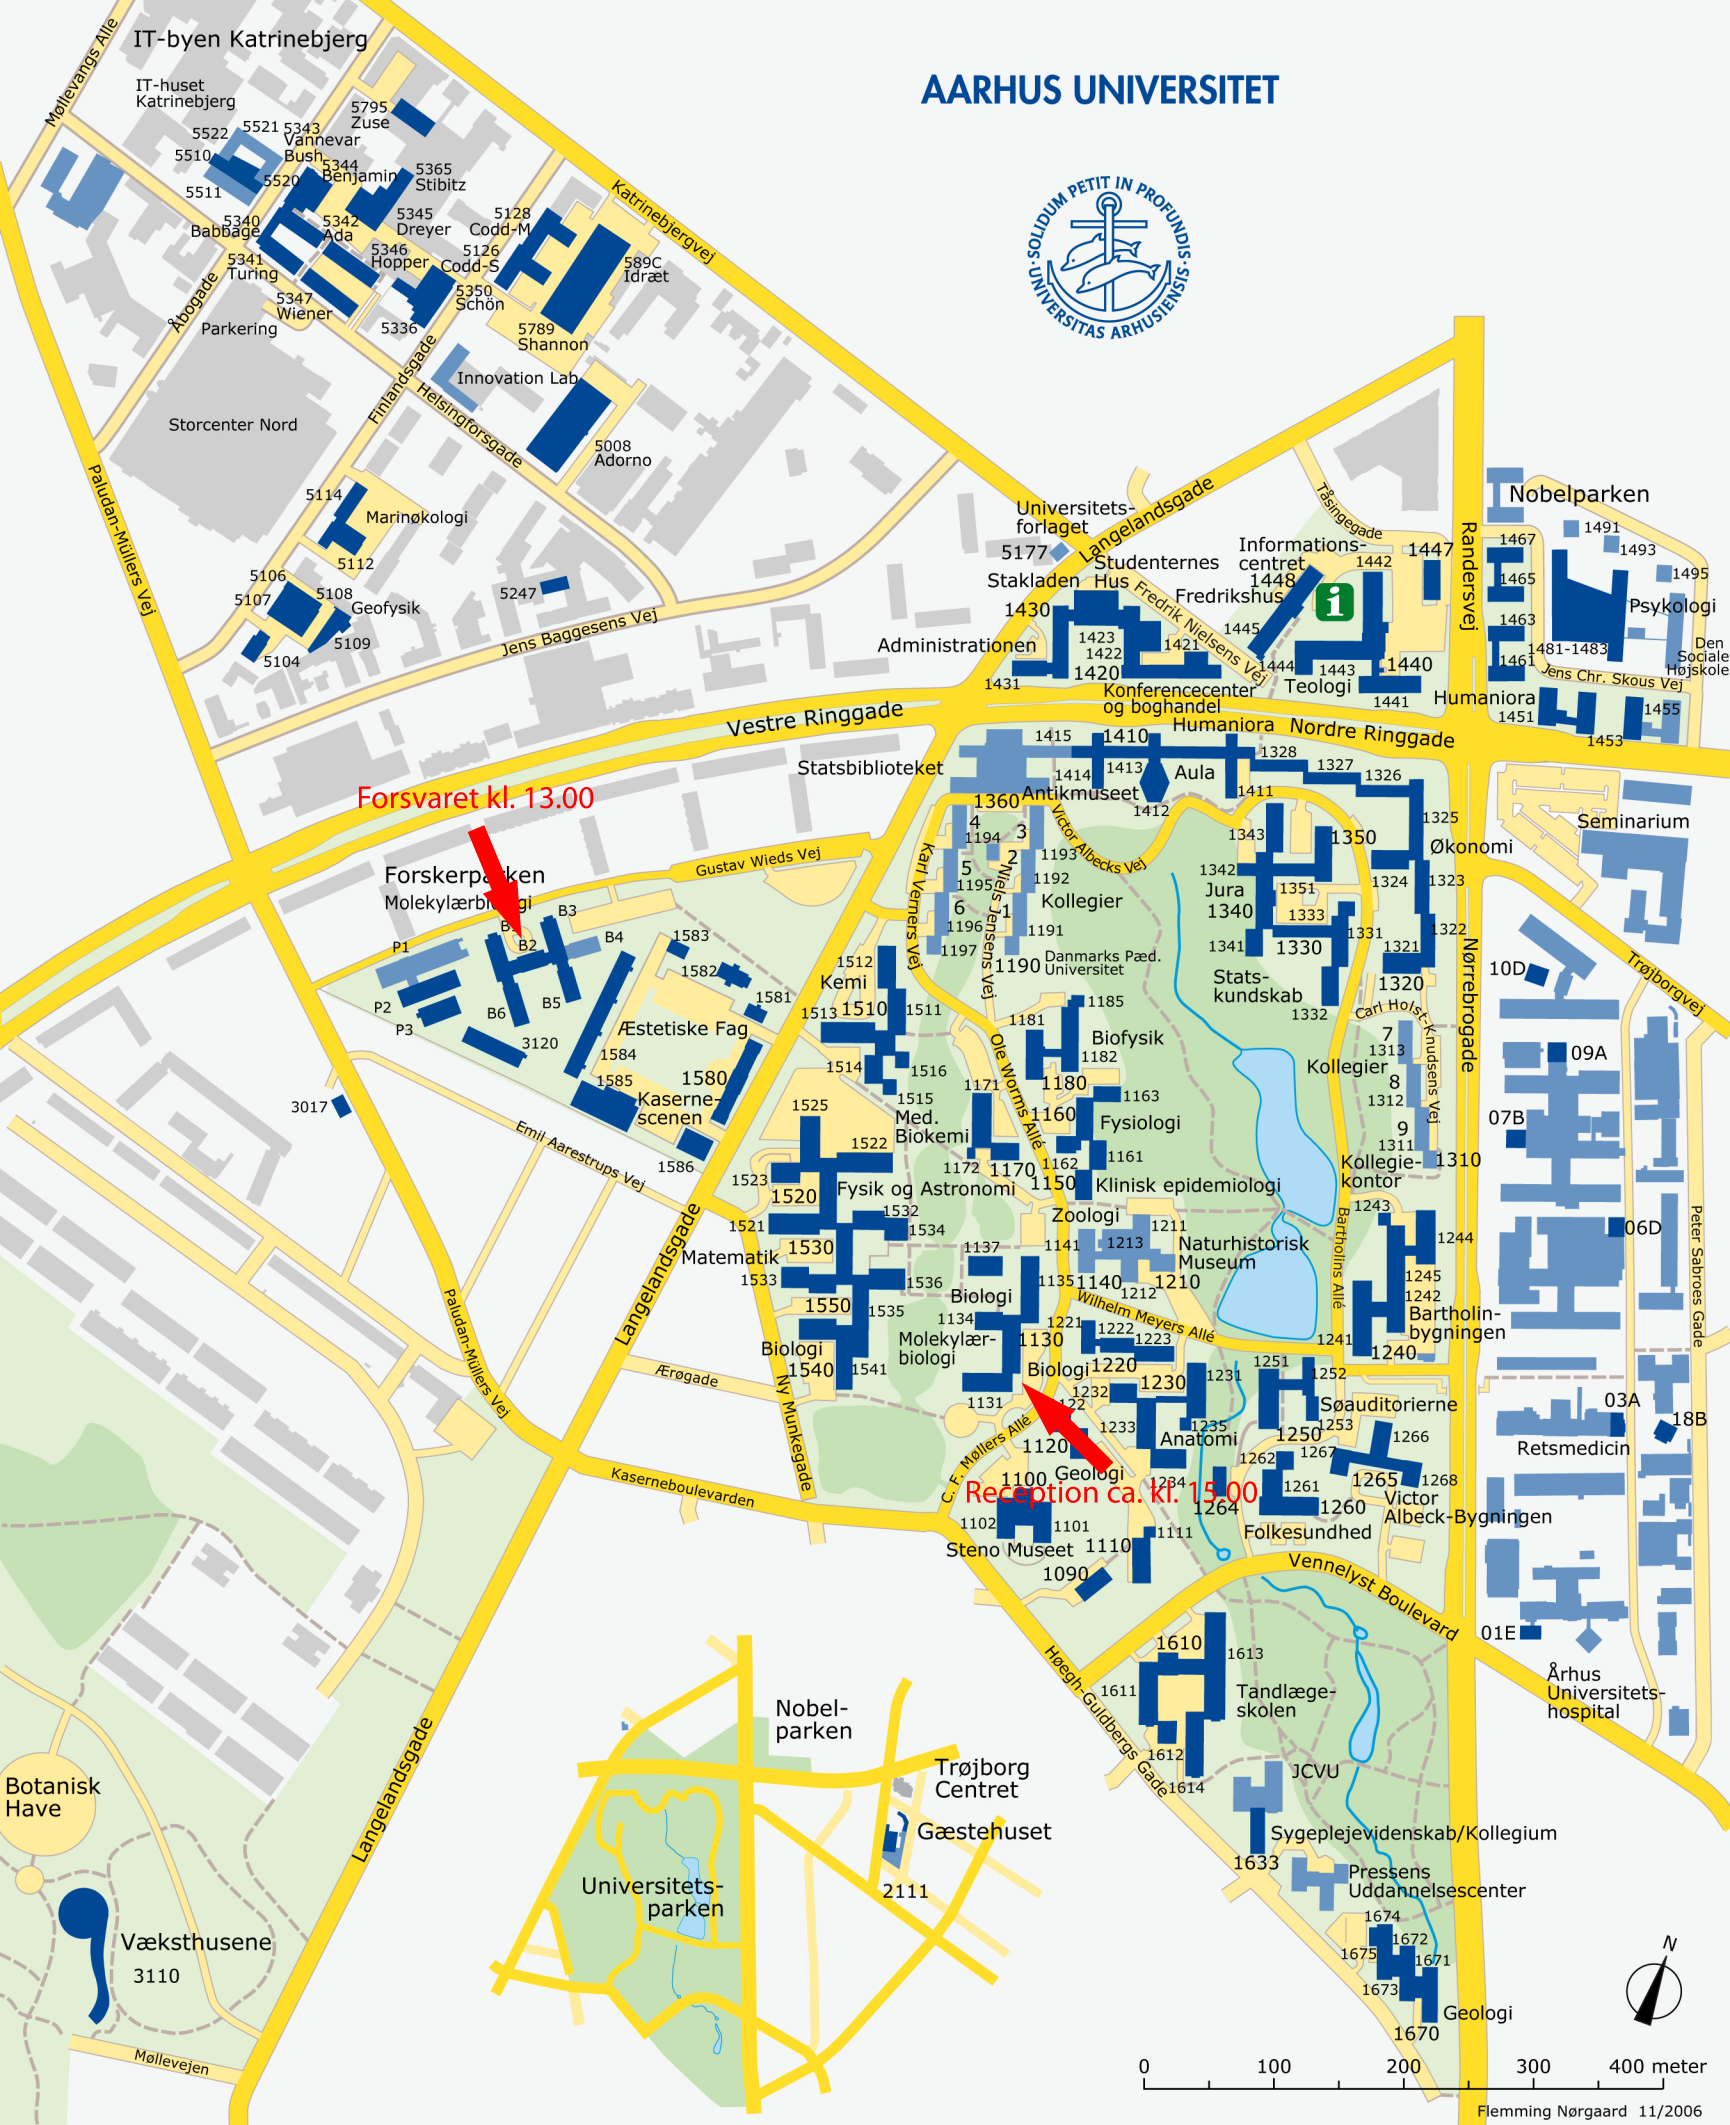 AARHUS UNIVERSITET
SOLIDUM PETIT IN PROFUNDIS
UNIVERSITAS ARHUSIENSIS
IT-byen Katrinebjerg
Møllevangs Alle
IT-huset
Katrinebjerg
5795
Zuse
5522
5521
5510
5511
5520
5343
Vannevar
Bush
5344
Benjamin
5365
Stibitz
5340
Babbage
5342
Ada
5345
Dreyer
5128
Codd-M
5126
Codd-S
5346
Hopper
5341
Turing
5347
Wiener
5350
Schön
5336
589C
Idræt
5789
Shannon
Katrinebjergvej
Åbogade
Parkering
Storcenter Nord
Finlandsgade
Helsingforsgade
Innovation Lab
5008
Adorno
Paludan-Müllers Vej
5114
Marinøkologi
5112
5106
5107
5108
Geofysik
5109
5104
5247
Jens Baggesens Vej
Vestre Ringgade
Universitets-
forlaget
5177
Langelandsgade
Studenternes
Hus
Stakladen
1430
Administrationen
1423
1422
1421
1420
1431
Konferencecenter
og boghandel
Fredrik Nielsens Vej
Tåsingegade
Informations-
centret
1448
Fredrikshus
i
1442
1447
1445
1444
1443
1440
Teologi
1441
Randersvej
Nobelparken
1491
1493
1495
1467
1465
1463
1461
Psykologi
1481-1483
Den
Sociale
Højskole
Jens Chr. Skous Vej
Humaniora
1451
1453
1455
Humaniora
Nordre Ringgade
Statsbiblioteket
1415
1410
1414
1413
Aula
Antikmuseet
1412
1411
1328
1327
1326
1325
1360
4
1194
3
2
1193
5
1195
1192
Kollegier
6
1196
1
1191
1197
1190
Danmarks Pæd.
Universitet
Victor Albecks Vej
Karl Verners Vej
Niels Jensens Vej
1343
1350
1342
Jura
1340
1351
1333
1341
1330
1331
Økonomi
1324
1323
1322
1321
1320
Stats-
kundskab
1332
Carl Holst-Knudsens Vej
7
1313
Kollegier
8
1312
9
1311
Kollegie-
kontor
1310
Nørrebrogade
Seminarium
Trøjborgvej
10D
09A
07B
06D
03A
18B
01E
Retsmedicin
Peter Sabroes Gade
Århus
Universitets-
hospital
Forsvaret kl. 13.00
Forskerparken
Molekylærbiologi
Gustav Wieds Vej
P1
P2
P3
B2
B3
B4
B5
B6
3120
3017
1583
1582
1581
Æstetiske Fag
1584
1585
1580
Kaserne-
scenen
1586
Emil Aarestrups Vej
1512
Kemi
1510
1511
1513
1514
1516
1515
1525
1522
1523
1520
Fysik og Astronomi
1521
1532
1534
Matematik
1530
1533
1536
1550
1535
Biologi
1540
1541
Ny Munkegade
Ole Worms Allé
1181
1185
Biofysik
1182
1180
1171
Med.
Biokemi
1172
1170
1163
1160
Fysiologi
1162
1161
1150
Klinisk epidemiologi
Zoologi
1141
1211
1213
Naturhistorisk
Museum
1140
1212
1210
1137
1135
Biologi
1134
Molekylær-
biologi
1130
1131
Wilhelm Meyers Allé
1221
1222
1223
Biologi
1220
1232
1230
1231
1233
1235
Anatomi
1234
1120
Geologi
1100
1102
1101
Steno Museet
1110
1111
1090
C. F. Møllers Allé
Reception ca. kl. 15.00
1264
Bartholins Allé
1243
1244
1245
1242
Bartholin-
bygningen
1241
1240
1251
1252
Søauditorierne
1253
1250
1267
1266
1262
1265
1268
1261
1260
Victor
Albeck-Bygningen
Folkesundhed
Vennelyst Boulevard
Langelandsgade
Paludan-Müllers Vej
Ærøgade
Kaserneboulevarden
Høegh-Guldbergs Gade
1610
1613
1611
1612
1614
Tandlæge-
skolen
JCVU
Sygeplejevidenskab/Kollegium
1633
Pressens
Uddannelsescenter
1674
1672
1675
1671
1673
Geologi
1670
Langelandsgade
Botanisk
Have
Væksthusene
3110
Møllevejen
Nobel-
parken
Trøjborg
Centret
Gæstehuset
2111
Universitets-
parken
N
0 100 200 300 400 meter
Flemming Nørgaard 11/2006